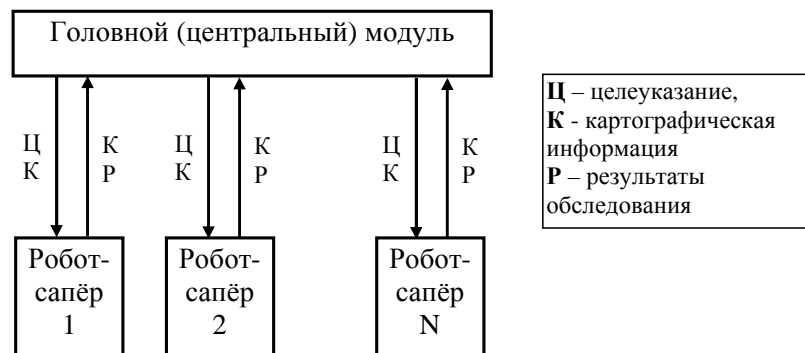 Головной (центральный) модуль
Ц
К
К
Р
Ц
К
К
Р
Ц
К
К
Р
Ц – целеуказание,
К - картографическая
информация
Р – результаты
обследования
Робот-
сапёр
1
Робот-
сапёр
2
Робот-
сапёр
N